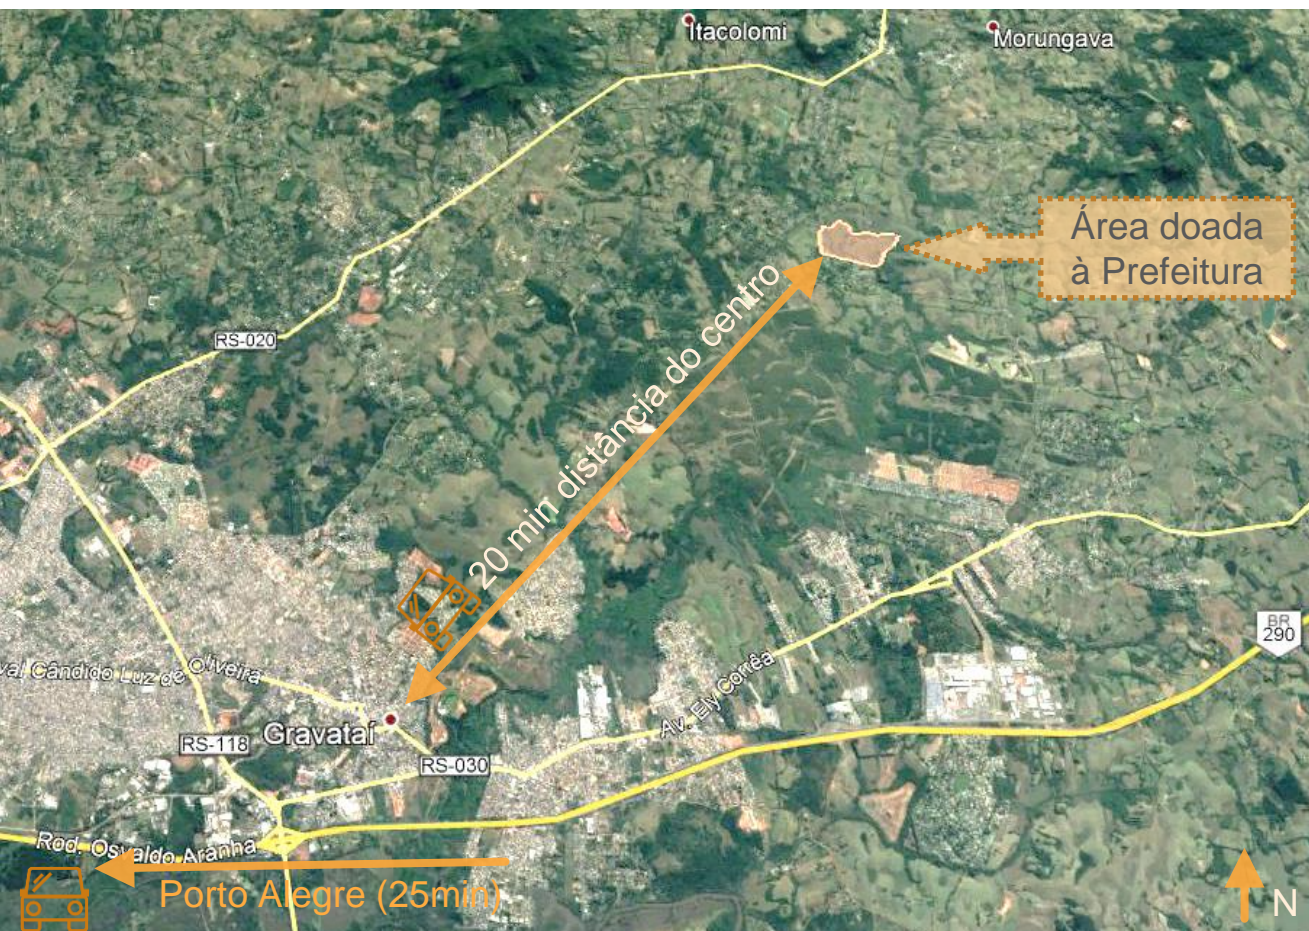 Itacolomi
Morungava
Área doada
à Prefeitura
20 min distância do centro
RS-020
BR
290
val Cândido Luz de Oliveira
Av. Ely Corrêa
Gravataí
RS-118
RS-030
Rod. Osvaldo Aranha
Porto Alegre (25min)
N